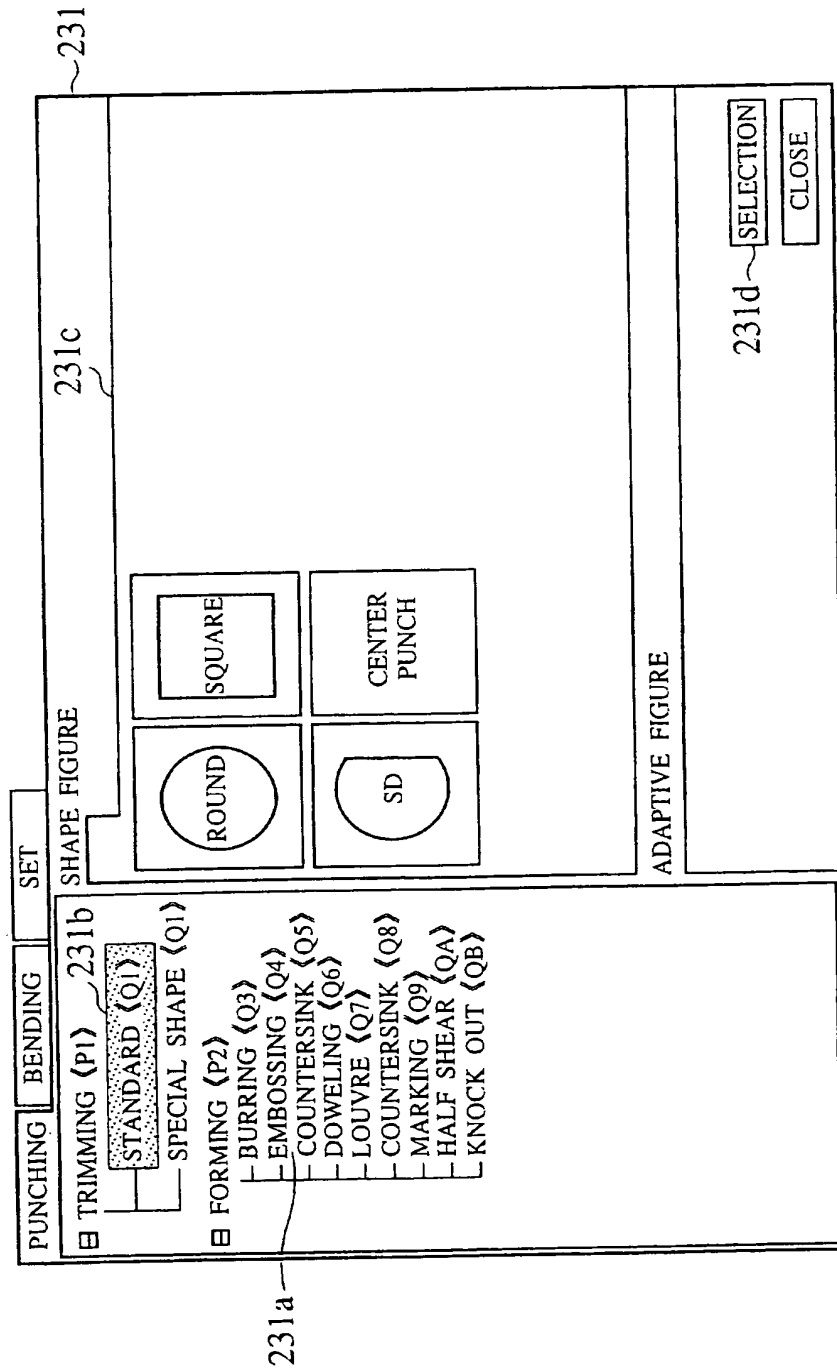 PUNCHING
BENDING
SET
⊟ TRIMMING ⟪P1⟫
231b
STANDARD ⟪Q1⟫
SPECIAL SHAPE ⟪Q1⟫
⊟ FORMING ⟪P2⟫
BURRING ⟪Q3⟫
EMBOSSING ⟪Q4⟫
COUNTERSINK ⟪Q5⟫
DOWELING ⟪Q6⟫
LOUVRE ⟪Q7⟫
COUNTERSINK ⟪Q8⟫
MARKING ⟪Q9⟫
HALF SHEAR ⟪QA⟫
KNOCK OUT ⟪QB⟫
231a
SHAPE FIGURE
231c
231
ROUND
SQUARE
SD
CENTER
PUNCH
ADAPTIVE FIGURE
231d
SELECTION
CLOSE